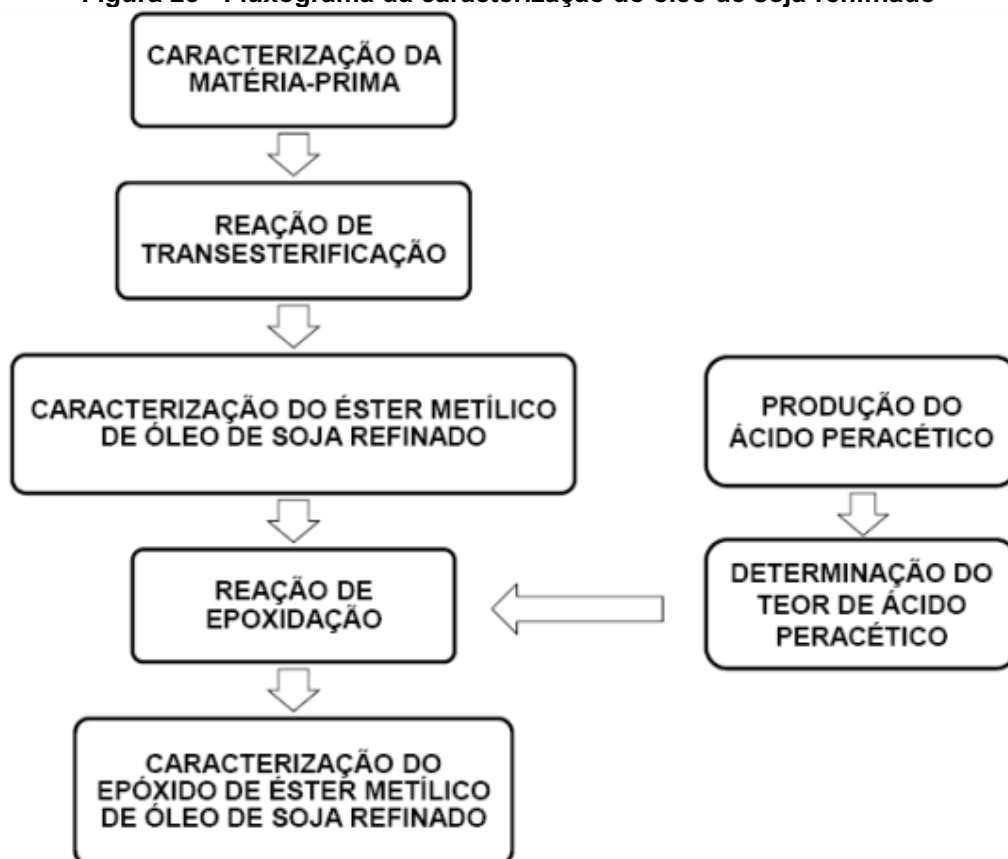 CARACTERIZAÇÃO DA
MATÉRIA-PRIMA
REAÇÃO DE
TRANSESTERIFICAÇÃO
CARACTERIZAÇÃO DO ÉSTER METÍLICO
DE ÓLEO DE SOJA REFINADO
REAÇÃO DE
EPOXIDAÇÃO
CARACTERIZAÇÃO DO
EPÓXIDO DE ÉSTER METÍLICO
DE ÓLEO DE SOJA REFINADO
PRODUÇÃO DO
ÁCIDO PERACÉTICO
DETERMINAÇÃO DO
TEOR DE ÁCIDO
PERACÉTICO